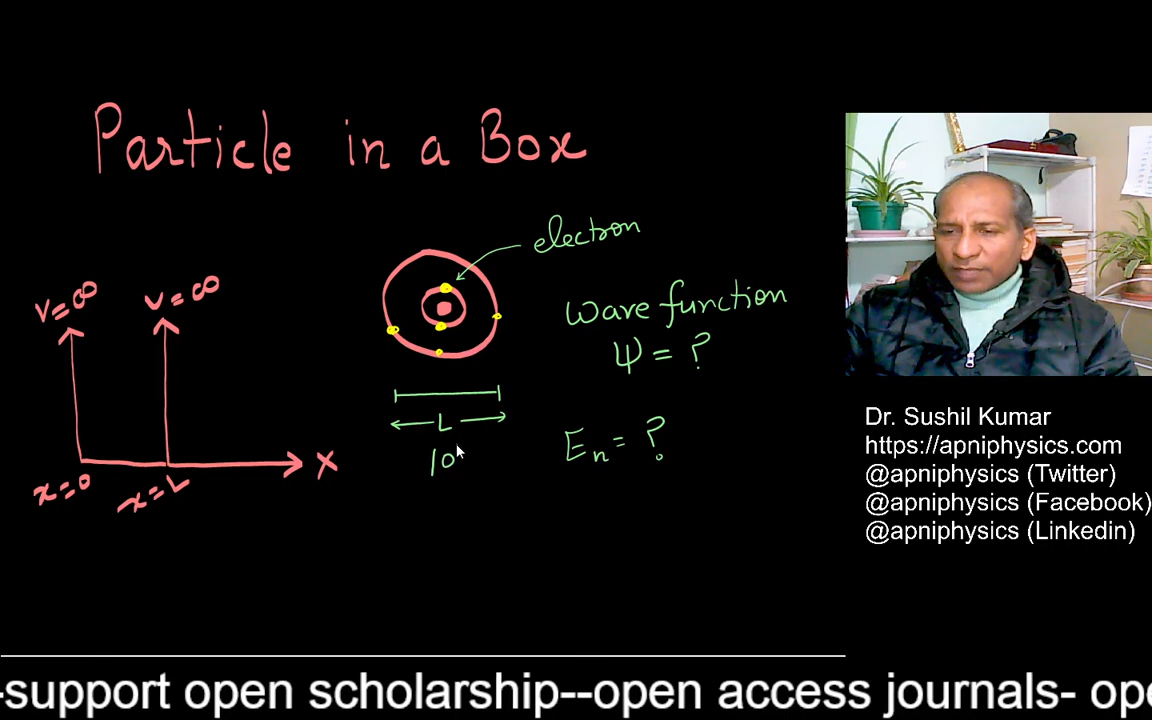 Particle in a Box
electron
V=∞
V=∞
wave function
Ψ = ?
L
10
En = ?
X
x=0
x=L
Dr. Sushil Kumar
https://apniphysics.com
@apniphysics (Twitter)
@apniphysics (Facebook)
@apniphysics (Linkedin)
-support open scholarship--open access journals- ope